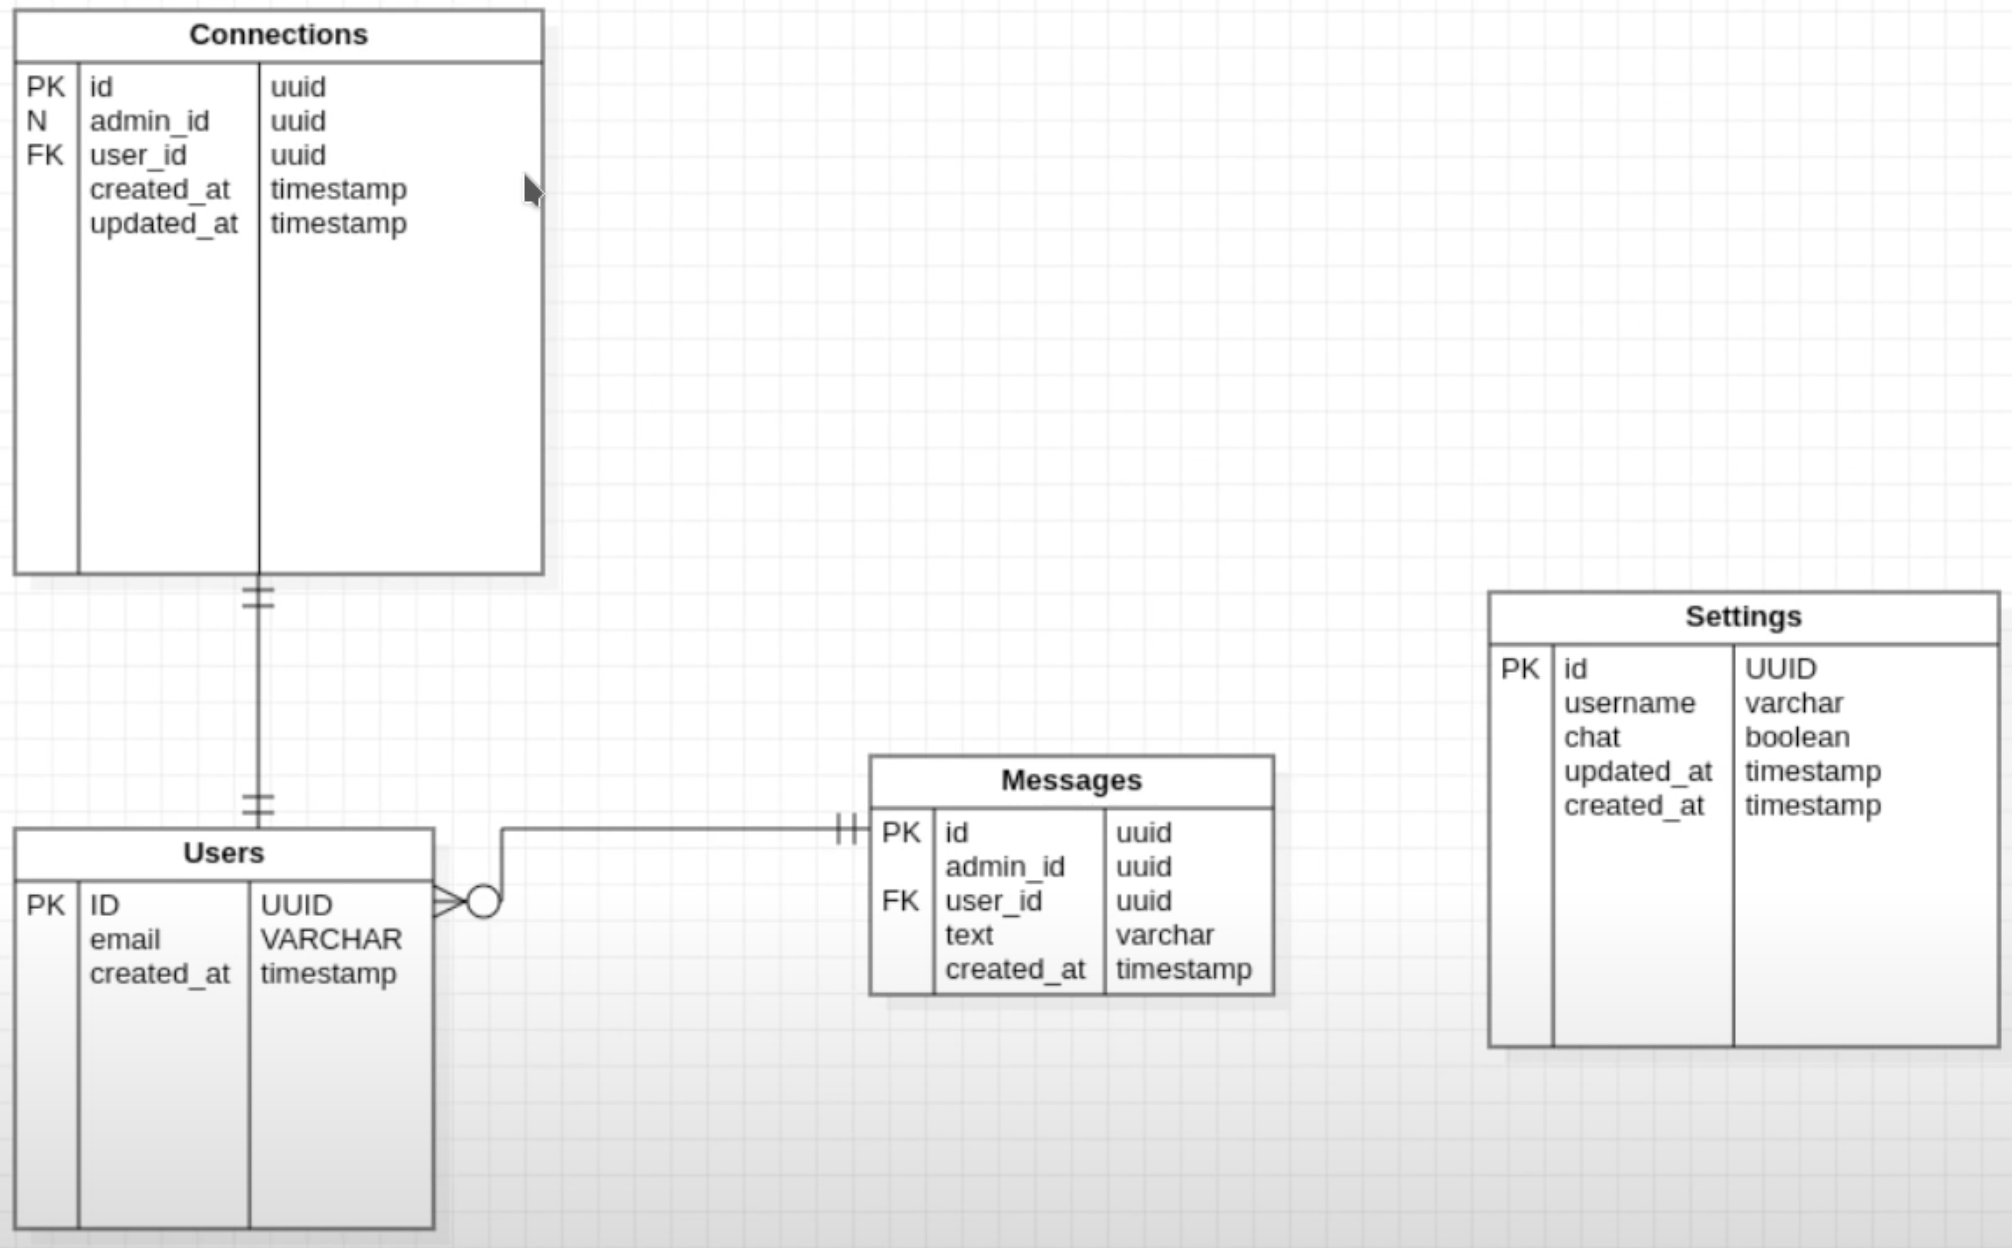 Connections
PK id uuid
N admin_id uuid
FK user_id uuid
created_at timestamp
updated_at timestamp
Users
PK ID UUID
email VARCHAR
created_at timestamp
Messages
PK id uuid
admin_id uuid
FK user_id uuid
text varchar
created_at timestamp
Settings
PK id UUID
username varchar
chat boolean
updated_at timestamp
created_at timestamp